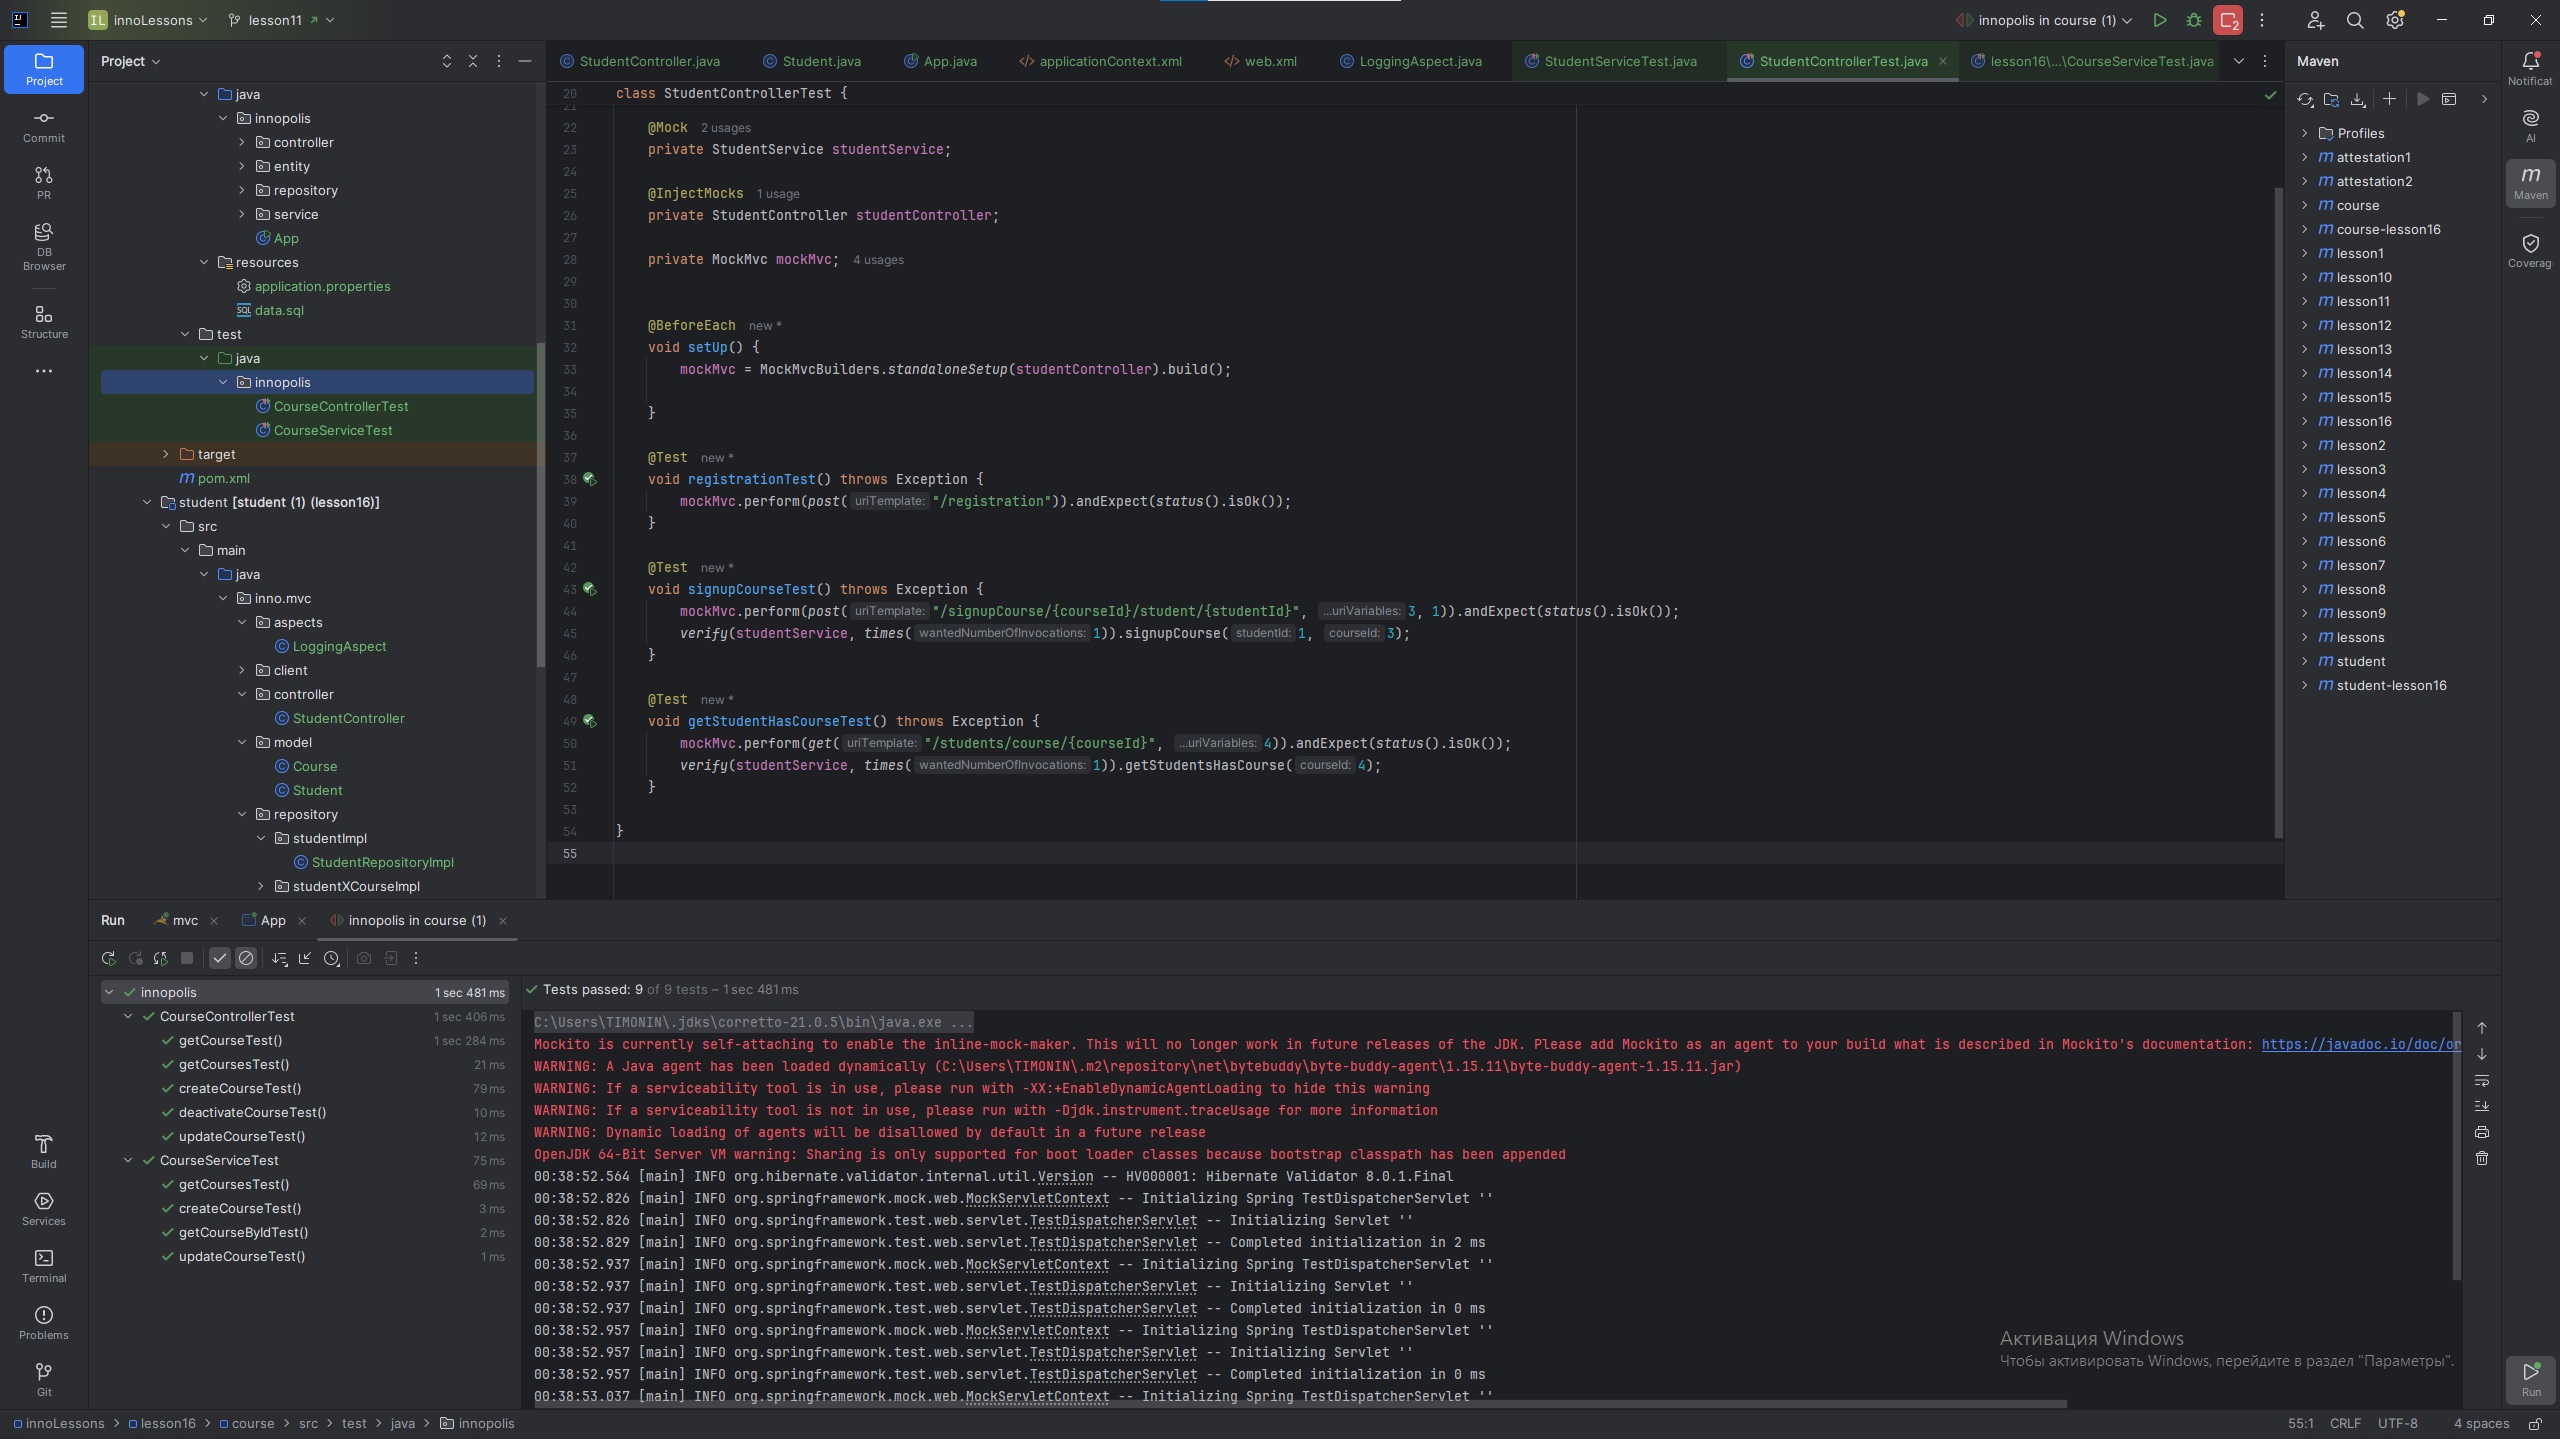 IL innoLessons
lesson11
innopolis in course (1)
2
Project
Commit
PR
DB Browser
Structure
Build
Services
Terminal
Problems
Git
Project
java
innopolis
controller
entity
repository
service
App
resources
application.properties
data.sql
test
java
innopolis
CourseControllerTest
CourseServiceTest
target
pom.xml
student [student (1) (lesson16)]
src
main
java
inno.mvc
aspects
LoggingAspect
client
controller
StudentController
model
Course
Student
repository
studentImpl
StudentRepositoryImpl
studentXCourseImpl
StudentController.java
Student.java
App.java
applicationContext.xml
web.xml
LoggingAspect.java
StudentServiceTest.java
StudentControllerTest.java
lesson16\...\CourseServiceTest.java
20 class StudentControllerTest {
21
22 @Mock 2 usages
23 private StudentService studentService;
24
25 @InjectMocks 1 usage
26 private StudentController studentController;
27
28 private MockMvc mockMvc; 4 usages
29
30
31 @BeforeEach new *
32 void setUp() {
33 mockMvc = MockMvcBuilders.standaloneSetup(studentController).build();
34
35 }
36
37 @Test new *
38 void registrationTest() throws Exception {
39 mockMvc.perform(post( uriTemplate: "/registration")).andExpect(status().isOk());
40 }
41
42 @Test new *
43 void signupCourseTest() throws Exception {
44 mockMvc.perform(post( uriTemplate: "/signupCourse/{courseId}/student/{studentId}", ...uriVariables: 3, 1)).andExpect(status().isOk());
45 verify(studentService, times( wantedNumberOfInvocations: 1)).signupCourse( studentId: 1, courseId: 3);
46 }
47
48 @Test new *
49 void getStudentHasCourseTest() throws Exception {
50 mockMvc.perform(get( uriTemplate: "/students/course/{courseId}", ...uriVariables: 4)).andExpect(status().isOk());
51 verify(studentService, times( wantedNumberOfInvocations: 1)).getStudentsHasCourse( courseId: 4);
52 }
53
54 }
55
Maven
Profiles
m attestation1
m attestation2
m course
m course-lesson16
m lesson1
m lesson10
m lesson11
m lesson12
m lesson13
m lesson14
m lesson15
m lesson16
m lesson2
m lesson3
m lesson4
m lesson5
m lesson6
m lesson7
m lesson8
m lesson9
m lessons
m student
m student-lesson16
Notificat
AI
Maven
Coverag
Run
Run mvc App innopolis in course (1)
innopolis 1 sec 481 ms
CourseControllerTest 1 sec 406 ms
getCourseTest() 1 sec 284 ms
getCoursesTest() 21 ms
createCourseTest() 79 ms
deactivateCourseTest() 10 ms
updateCourseTest() 12 ms
CourseServiceTest 75 ms
getCoursesTest() 69 ms
createCourseTest() 3 ms
getCourseByIdTest() 2 ms
updateCourseTest() 1 ms
Tests passed: 9 of 9 tests – 1 sec 481 ms
C:\Users\TIMONIN\.jdks\corretto-21.0.5\bin\java.exe ...
Mockito is currently self-attaching to enable the inline-mock-maker. This will no longer work in future releases of the JDK. Please add Mockito as an agent to your build what is described in Mockito's documentation: https://javadoc.io/doc/or
WARNING: A Java agent has been loaded dynamically (C:\Users\TIMONIN\.m2\repository\net\bytebuddy\byte-buddy-agent\1.15.11\byte-buddy-agent-1.15.11.jar)
WARNING: If a serviceability tool is in use, please run with -XX:+EnableDynamicAgentLoading to hide this warning
WARNING: If a serviceability tool is not in use, please run with -Djdk.instrument.traceUsage for more information
WARNING: Dynamic loading of agents will be disallowed by default in a future release
OpenJDK 64-Bit Server VM warning: Sharing is only supported for boot loader classes because bootstrap classpath has been appended
00:38:52.564 [main] INFO org.hibernate.validator.internal.util.Version -- HV000001: Hibernate Validator 8.0.1.Final
00:38:52.826 [main] INFO org.springframework.mock.web.MockServletContext -- Initializing Spring TestDispatcherServlet ''
00:38:52.826 [main] INFO org.springframework.test.web.servlet.TestDispatcherServlet -- Initializing Servlet ''
00:38:52.829 [main] INFO org.springframework.test.web.servlet.TestDispatcherServlet -- Completed initialization in 2 ms
00:38:52.937 [main] INFO org.springframework.mock.web.MockServletContext -- Initializing Spring TestDispatcherServlet ''
00:38:52.937 [main] INFO org.springframework.test.web.servlet.TestDispatcherServlet -- Initializing Servlet ''
00:38:52.937 [main] INFO org.springframework.test.web.servlet.TestDispatcherServlet -- Completed initialization in 0 ms
00:38:52.957 [main] INFO org.springframework.mock.web.MockServletContext -- Initializing Spring TestDispatcherServlet ''
00:38:52.957 [main] INFO org.springframework.test.web.servlet.TestDispatcherServlet -- Initializing Servlet ''
00:38:52.957 [main] INFO org.springframework.test.web.servlet.TestDispatcherServlet -- Completed initialization in 0 ms
00:38:53.037 [main] INFO org.springframework.mock.web.MockServletContext -- Initializing Spring TestDispatcherServlet ''
Активация Windows
Чтобы активировать Windows, перейдите в раздел "Параметры".
innoLessons > lesson16 > course > src > test > java > innopolis
55:1 CRLF UTF-8 4 spaces